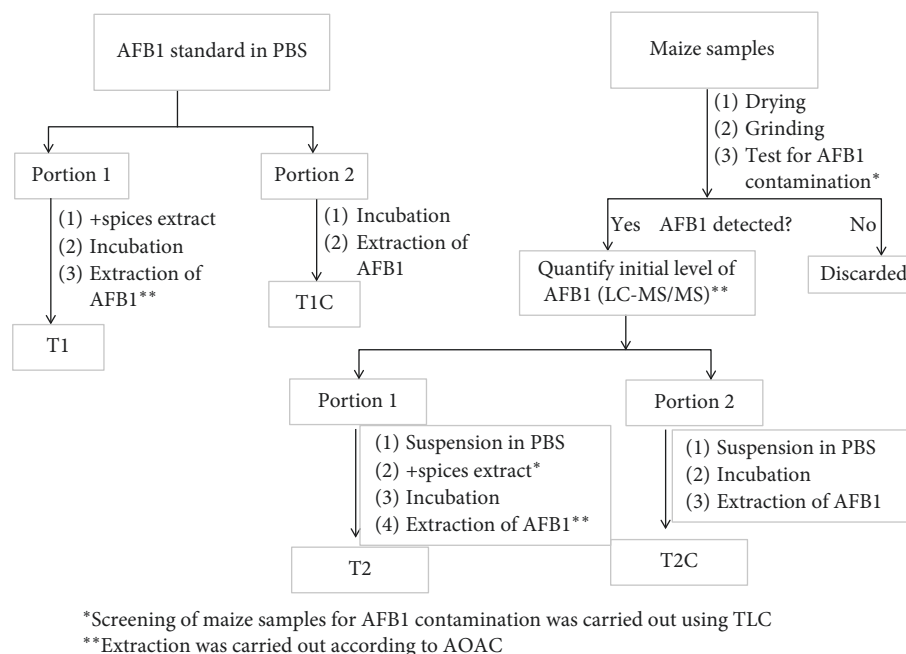 AFB1 standard in PBS
Portion 1
(1) +spices extract
(2) Incubation
(3) Extraction of
AFB1**
T1
Portion 2
(1) Incubation
(2) Extraction of
AFB1
T1C
Maize samples
(1) Drying
(2) Grinding
(3) Test for AFB1
contamination*
Yes AFB1 detected? No
Quantify initial level of
AFB1 (LC-MS/MS)**
Discarded
Portion 1
(1) Suspension in PBS
(2) +spices extract*
(3) Incubation
(4) Extraction of AFB1**
T2
Portion 2
(1) Suspension in PBS
(2) Incubation
(3) Extraction of AFB1
T2C
*Screening of maize samples for AFB1 contamination was carried out using TLC
**Extraction was carried out according to AOAC